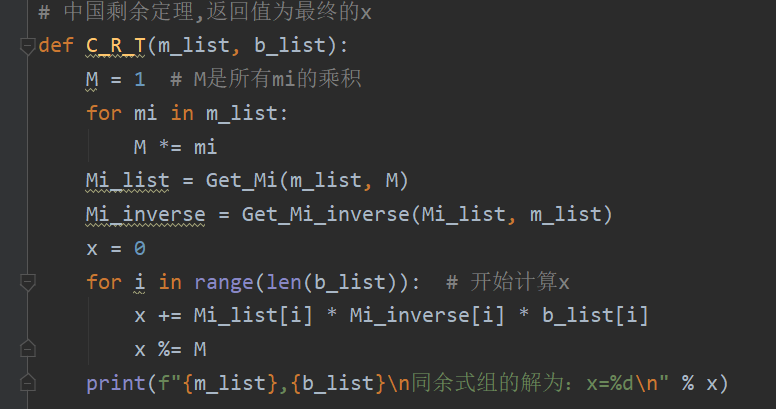 # 中国剩余定理,返回值为最终的x
def C_R_T(m_list, b_list):
    M = 1  # M是所有mi的乘积
    for mi in m_list:
        M *= mi
    Mi_list = Get_Mi(m_list, M)
    Mi_inverse = Get_Mi_inverse(Mi_list, m_list)
    x = 0
    for i in range(len(b_list)):  # 开始计算x
        x += Mi_list[i] * Mi_inverse[i] * b_list[i]
        x %= M
    print(f"{m_list},{b_list}\n同余式组的解为：x=%d\n" % x)